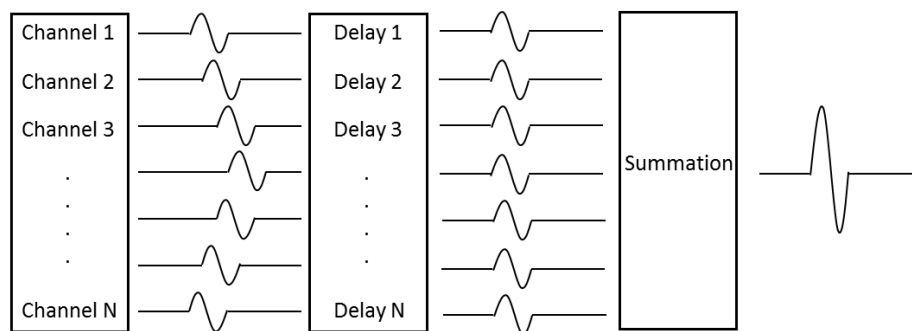 Channel 1
Channel 2
Channel 3
.
.
.
Channel N
Delay 1
Delay 2
Delay 3
.
.
.
Delay N
Summation